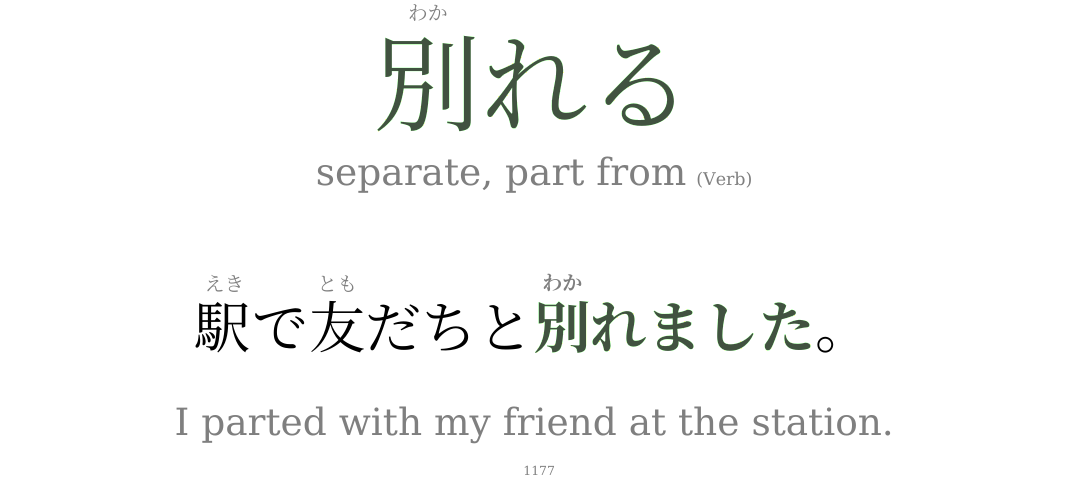 わか
別れる
separate, part from (Verb)
えき とも わか
駅で友だちと別れました。
I parted with my friend at the station.
1177